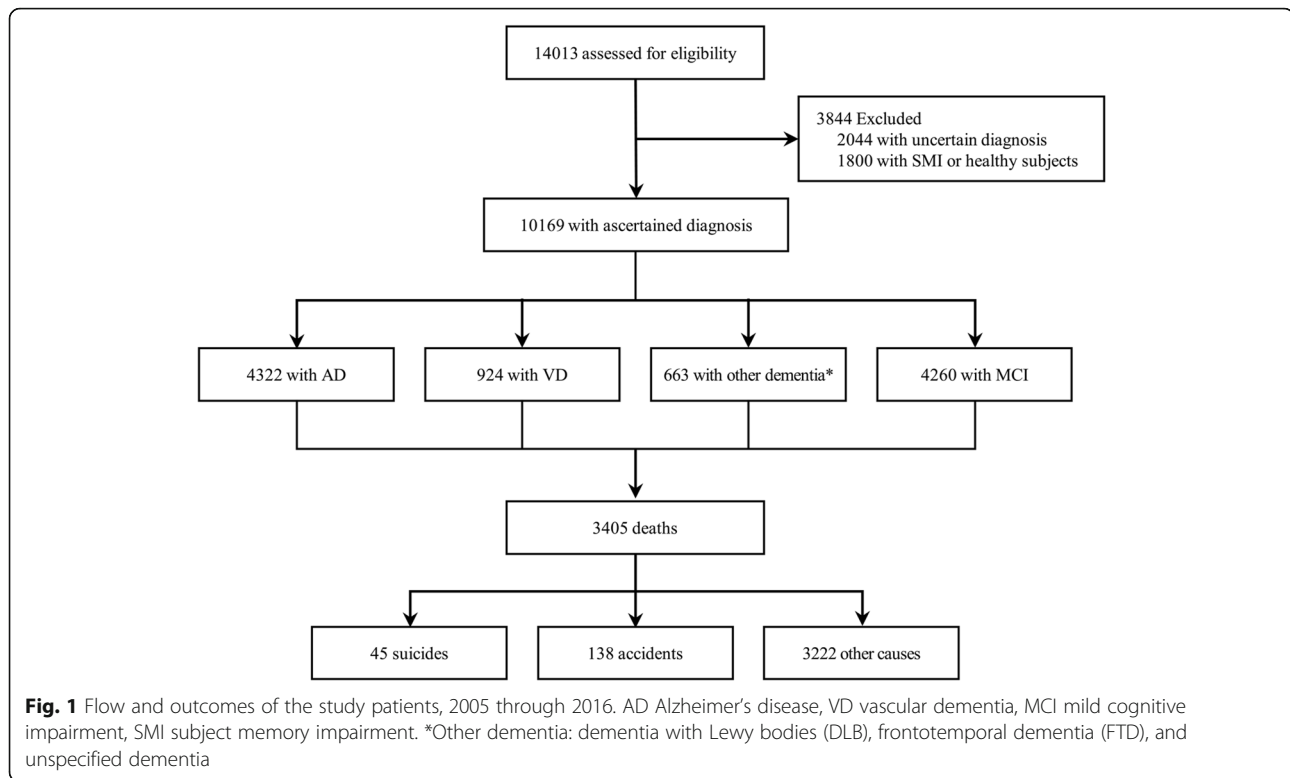 14013 assessed for eligibility
3844 Excluded
2044 with uncertain diagnosis
1800 with SMI or healthy subjects
10169 with ascertained diagnosis
4322 with AD
924 with VD
663 with other dementia*
4260 with MCI
3405 deaths
45 suicides
138 accidents
3222 other causes
Fig. 1 Flow and outcomes of the study patients, 2005 through 2016. AD Alzheimer's disease, VD vascular dementia, MCI mild cognitive
impairment, SMI subject memory impairment. *Other dementia: dementia with Lewy bodies (DLB), frontotemporal dementia (FTD), and
unspecified dementia